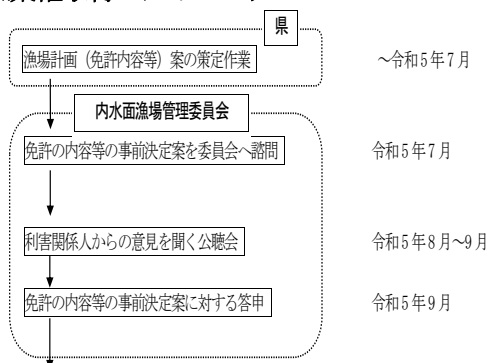 県
漁場計画（免許内容等）案の策定作業 ～令和5年7月
内水面漁場管理委員会
免許の内容等の事前決定案を委員会へ諮問 令和5年7月
利害関係人からの意見を聞く公聴会 令和5年8月～9月
免許の内容等の事前決定案に対する答申 令和5年9月